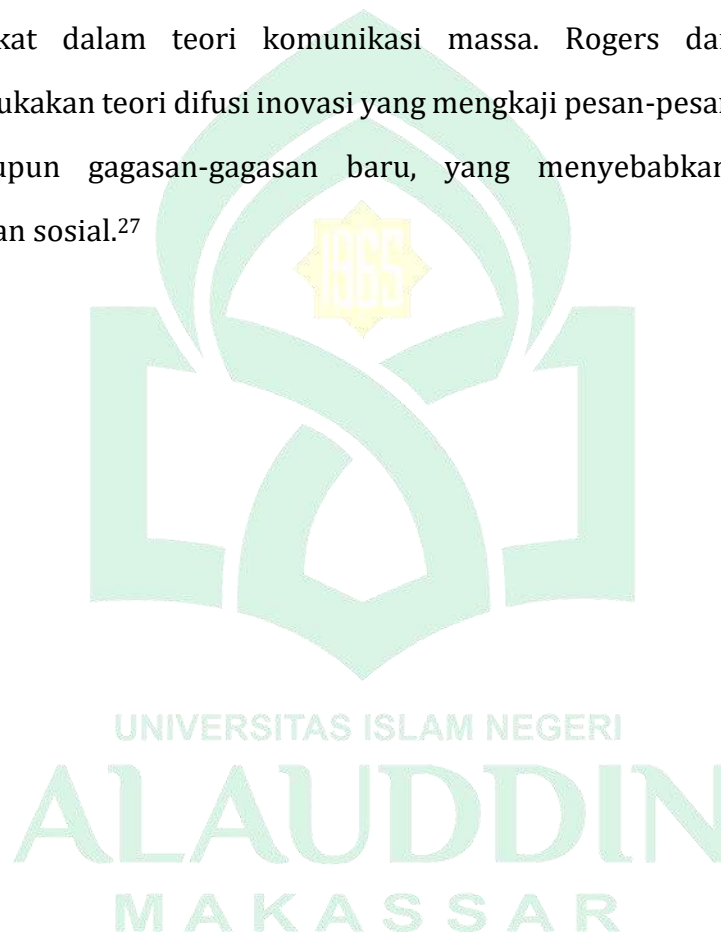 kat dalam teori komunikasi massa. Rogers dan
ukakan teori difusi inovasi yang mengkaji pesan-pesan
upun gagasan-gagasan baru, yang menyebabkan
an sosial.27
1965
UNIVERSITAS ISLAM NEGERI
ALAUDDIN
MAKASSAR